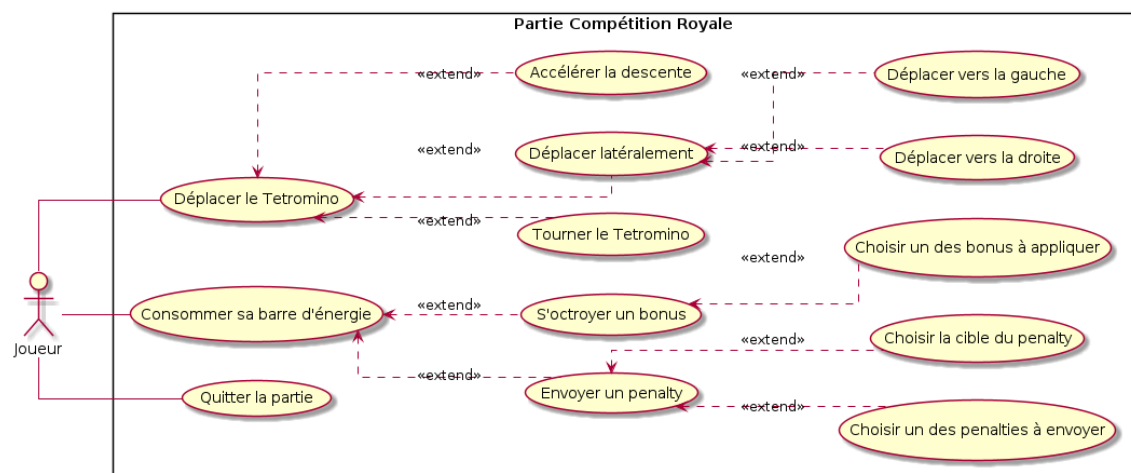 Partie Compétition Royale
«extend»
Accélérer la descente
«extend»
Déplacer vers la gauche
«extend»
Déplacer latéralement
«extend»
Déplacer vers la droite
Déplacer le Tetromino
«extend»
Tourner le Tetromino
«extend»
Choisir un des bonus à appliquer
Joueur
Consommer sa barre d'énergie
«extend»
S'octroyer un bonus
«extend»
Choisir la cible du penalty
Quitter la partie
«extend»
Envoyer un penalty
«extend»
Choisir un des penalties à envoyer